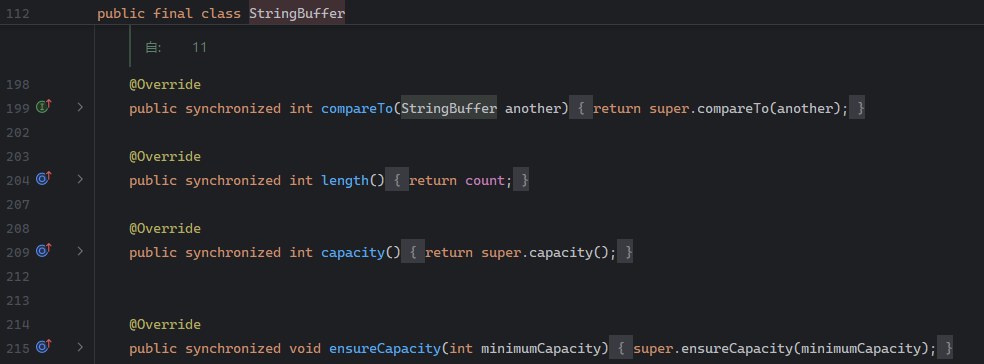 112 public final class StringBuffer
自: 11
198 @Override
199 public synchronized int compareTo(StringBuffer another) { return super.compareTo(another); }
202
203 @Override
204 public synchronized int length() { return count; }
207
208 @Override
209 public synchronized int capacity() { return super.capacity(); }
212
213
214 @Override
215 public synchronized void ensureCapacity(int minimumCapacity) { super.ensureCapacity(minimumCapacity); }